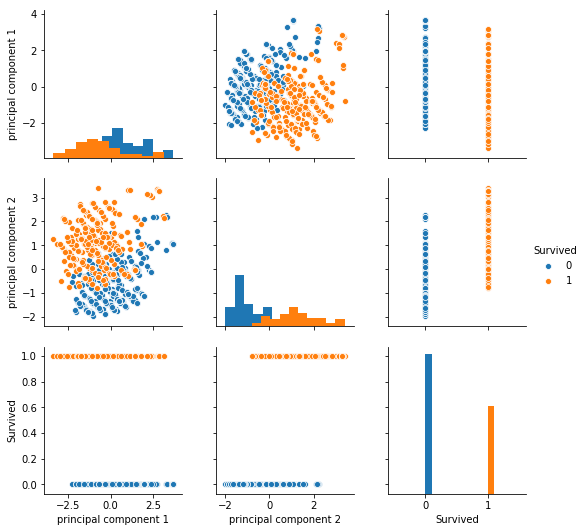 4
2
0
−2
principal component 1
3
2
1
0
−1
−2
principal component 2
Survived
0
1
1.0
0.8
0.6
0.4
0.2
0.0
Survived
−2.5 0.0 2.5
−2 0 2
0 1
principal component 1
principal component 2
Survived